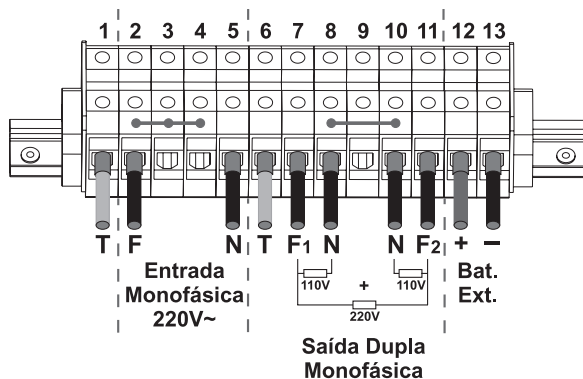 1 2 3 4 5 6 7 8 9 10 11 12 13
T F N T F1 N N F2 + −
110V 110V
+
220V
Entrada
Monofásica
220V~
Bat.
Ext.
Saída Dupla
Monofásica